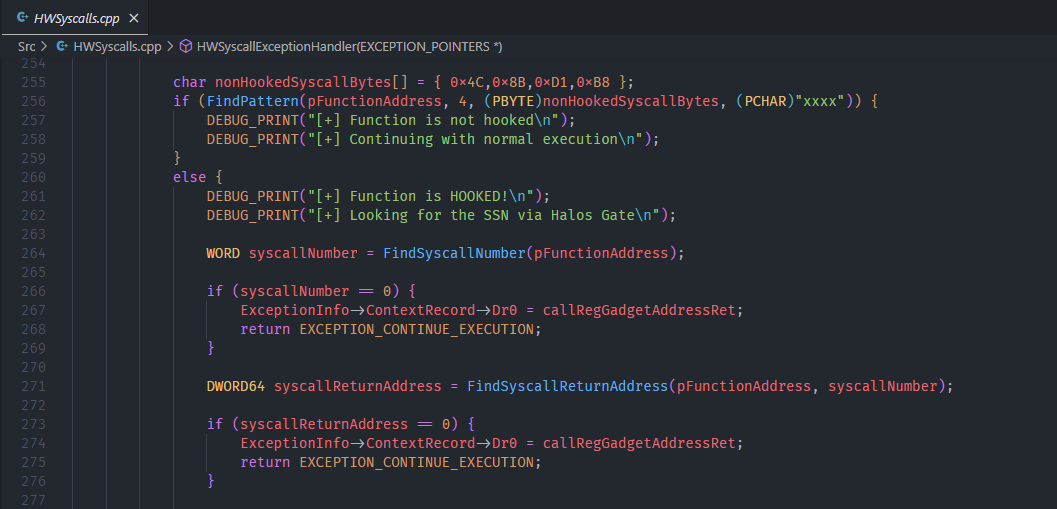 HWSyscalls.cpp ×
Src > HWSyscalls.cpp > HWSyscallExceptionHandler(EXCEPTION_POINTERS *)
254
255 char nonHookedSyscallBytes[] = { 0×4C,0×8B,0×D1,0×B8 };
256 if (FindPattern(pFunctionAddress, 4, (PBYTE)nonHookedSyscallBytes, (PCHAR)"xxxx")) {
257 DEBUG_PRINT("[+] Function is not hooked\n");
258 DEBUG_PRINT("[+] Continuing with normal execution\n");
259 }
260 else {
261 DEBUG_PRINT("[+] Function is HOOKED!\n");
262 DEBUG_PRINT("[+] Looking for the SSN via Halos Gate\n");
263
264 WORD syscallNumber = FindSyscallNumber(pFunctionAddress);
265
266 if (syscallNumber == 0) {
267 ExceptionInfo->ContextRecord->Dr0 = callRegGadgetAddressRet;
268 return EXCEPTION_CONTINUE_EXECUTION;
269 }
270
271 DWORD64 syscallReturnAddress = FindSyscallReturnAddress(pFunctionAddress, syscallNumber);
272
273 if (syscallReturnAddress == 0) {
274 ExceptionInfo->ContextRecord->Dr0 = callRegGadgetAddressRet;
275 return EXCEPTION_CONTINUE_EXECUTION;
276 }
277